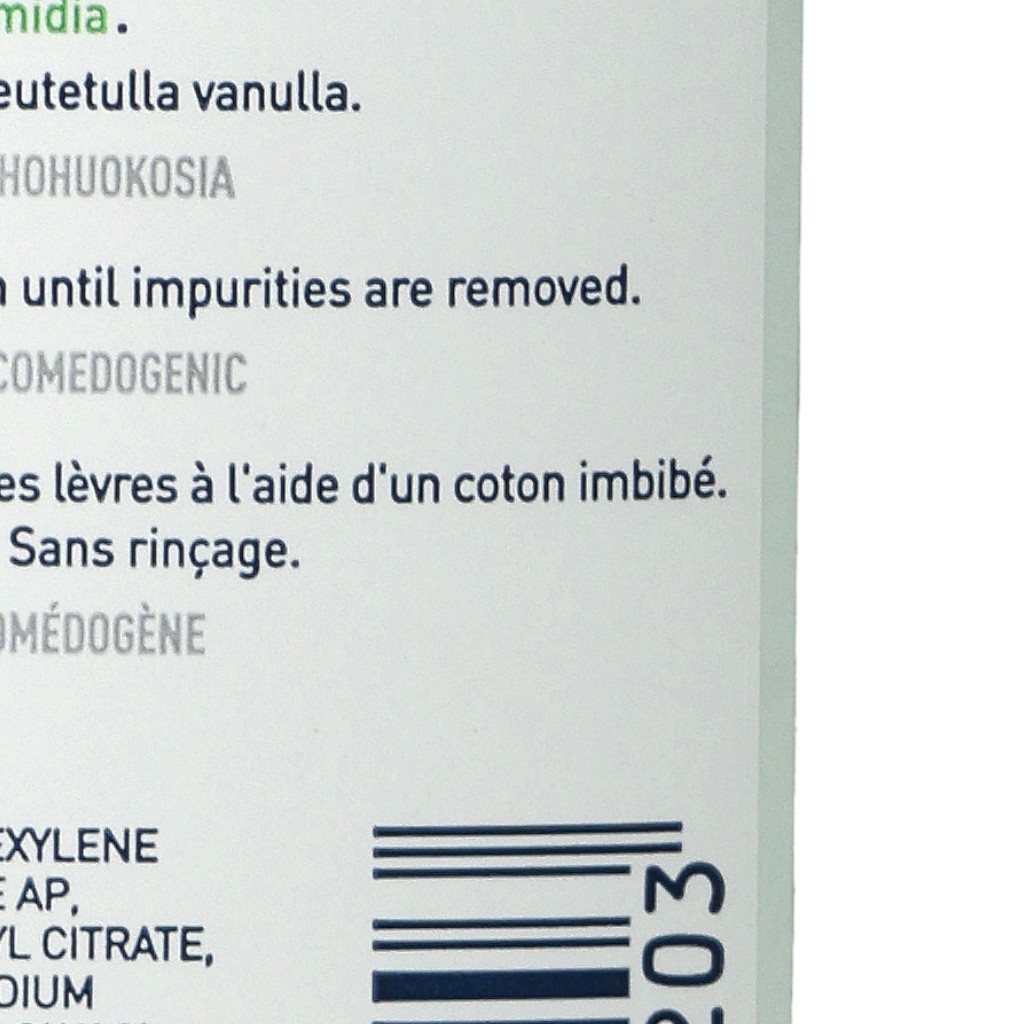 midia.
eutetulla vanulla.
HOHUOKOSIA
until impurities are removed.
COMEDOGENIC
es lèvres à l'aide d'un coton imbibé.
Sans rinçage.
OMÉDOGÈNE
EXYLENE
E AP,
YL CITRATE,
DIUM
203